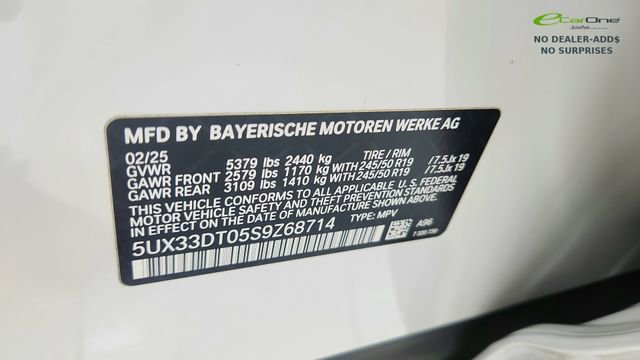 eCarOne
NO DEALER-ADD$
NO SURPRISES
MFD BY BAYERISCHE MOTOREN WERKE AG
02/25
GVWR 5379 lbs 2440 kg TIRE / RIM
GAWR FRONT 2579 lbs 1170 kg WITH 245/50 R19 /7.5Jx19
GAWR REAR 3109 lbs 1410 kg WITH 245/50 R19 /7.5Jx19
THIS VEHICLE CONFORMS TO ALL APPLICABLE U.S. FEDERAL
MOTOR VEHICLE SAFETY, AND THEFT PREVENTION STANDARDS
IN EFFECT ON THE DATE OF MANUFACTURE SHOWN ABOVE.
5UX33DT05S9Z68714 TYPE: MPV A96